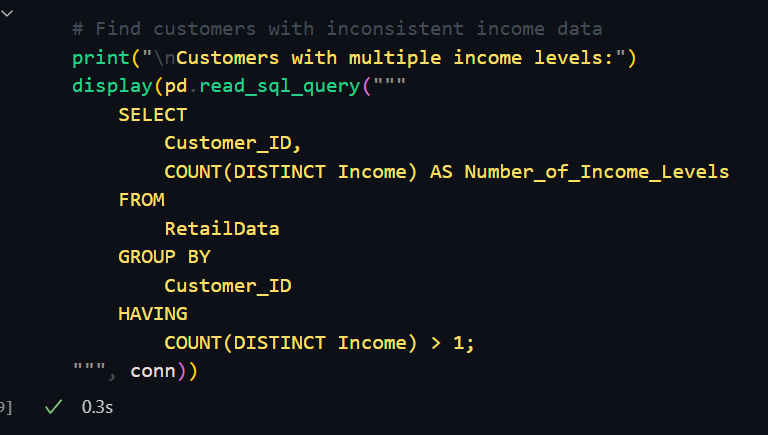 # Find customers with inconsistent income data
print("\nCustomers with multiple income levels:")
display(pd.read_sql_query("""
    SELECT
        Customer_ID,
        COUNT(DISTINCT Income) AS Number_of_Income_Levels
    FROM
        RetailData
    GROUP BY
        Customer_ID
    HAVING
        COUNT(DISTINCT Income) > 1;
""", conn))
9] ✓ 0.3s